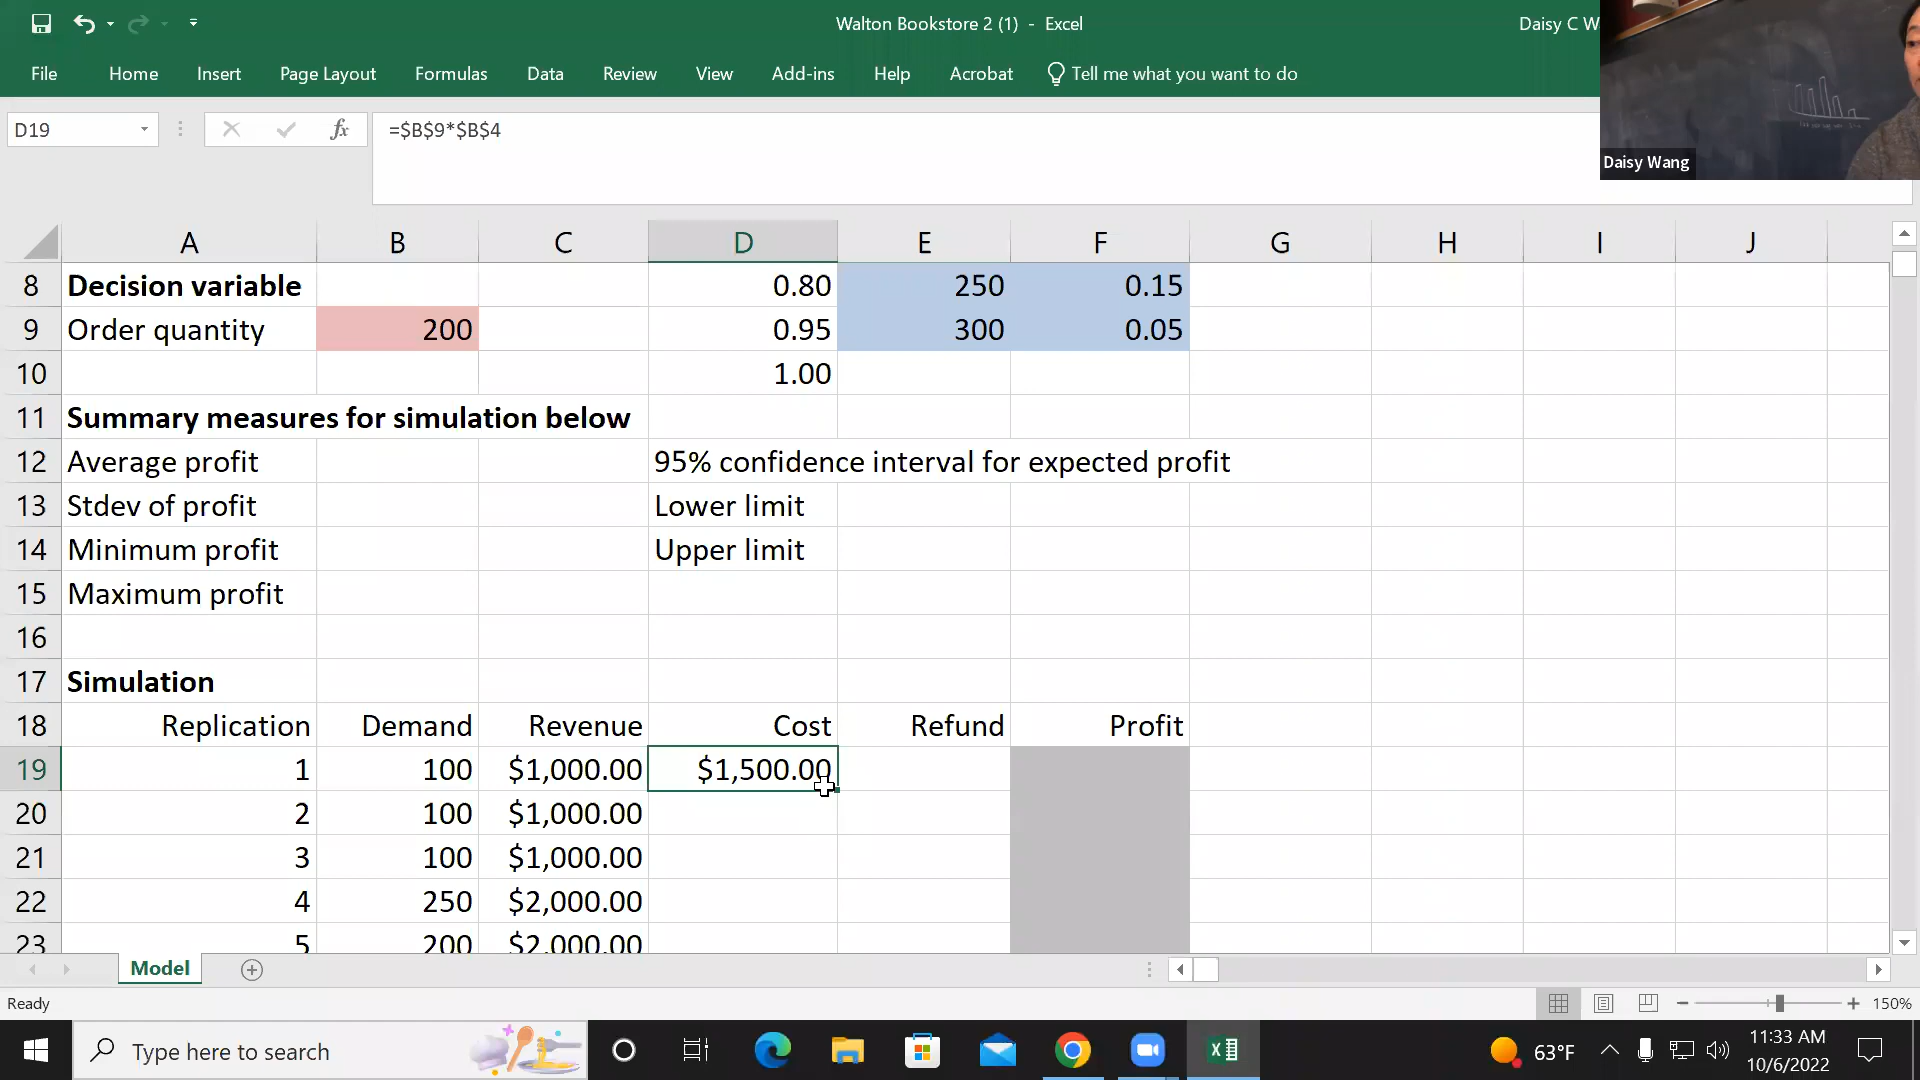 Walton Bookstore 2 (1) - Excel
Daisy C W
File Home Insert Page Layout Formulas Data Review View Add-ins Help Acrobat Tell me what you want to do
D19 fx =$B$9*$B$4
Daisy Wang
A B C D E F G H I J
8 Decision variable 0.80 250 0.15
9 Order quantity 200 0.95 300 0.05
10 1.00
11 Summary measures for simulation below
12 Average profit 95% confidence interval for expected profit
13 Stdev of profit Lower limit
14 Minimum profit Upper limit
15 Maximum profit
16
17 Simulation
18 Replication Demand Revenue Cost Refund Profit
19 1 100 $1,000.00 $1,500.00
20 2 100 $1,000.00
21 3 100 $1,000.00
22 4 250 $2,000.00
23 5 200 $2,000.00
Model
Ready 150%
Type here to search
63°F
11:33 AM
10/6/2022